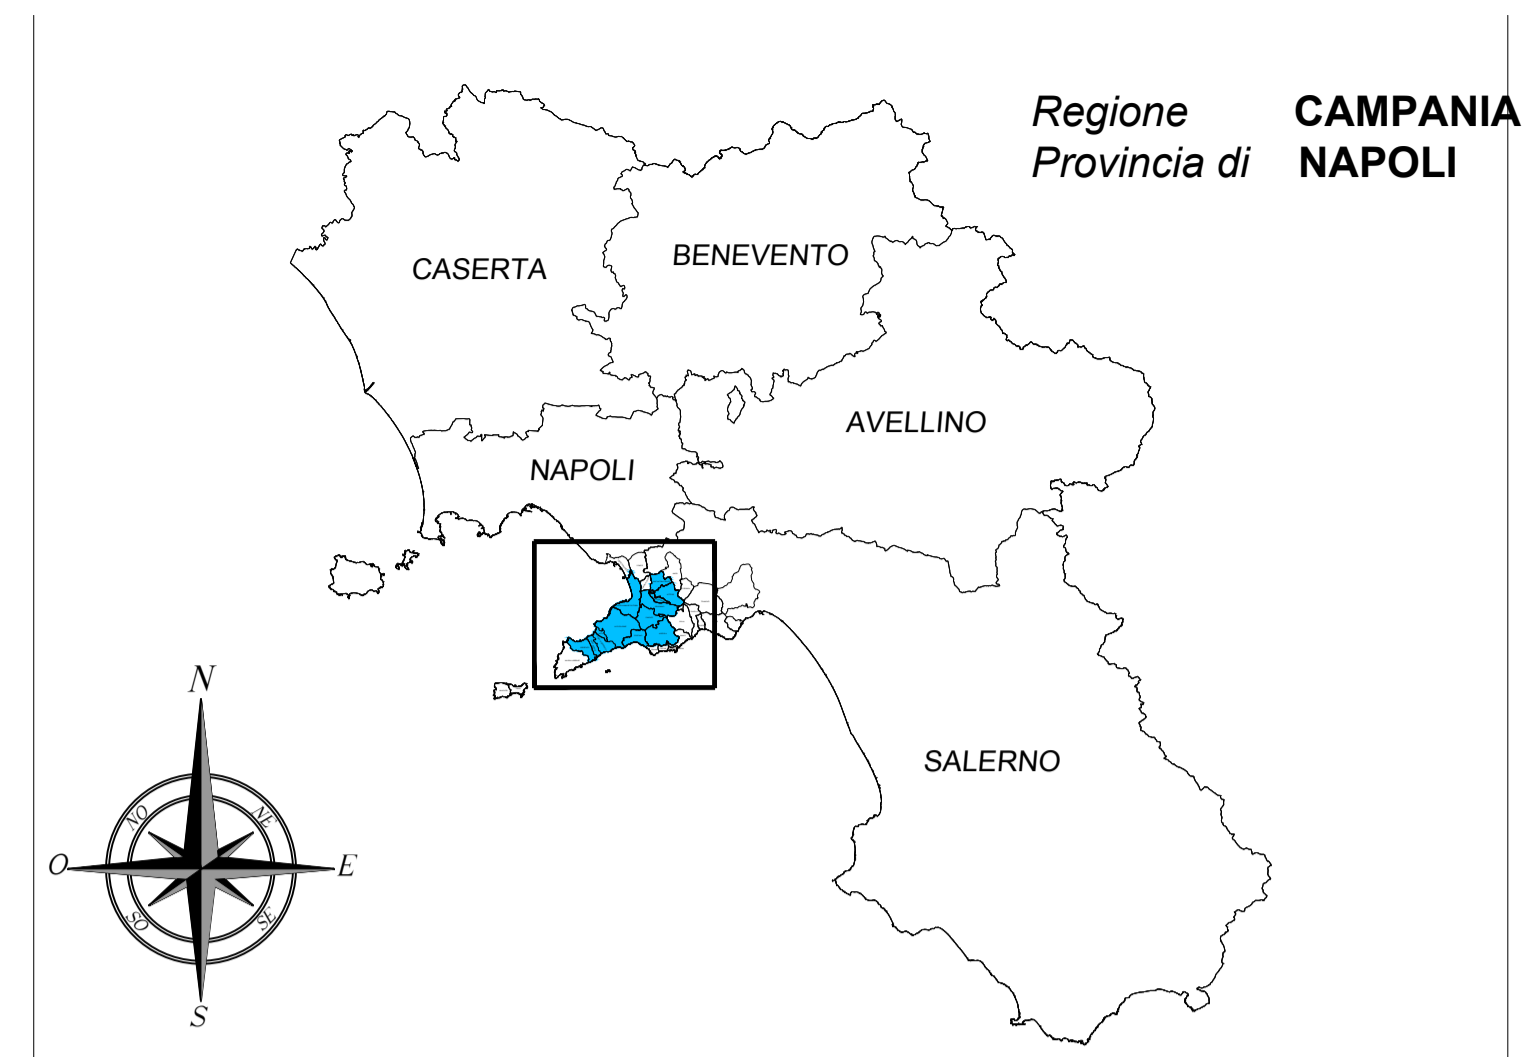 Regione CAMPANIA
Provincia di NAPOLI
BENEVENTO
CASERTA
AVELLINO
NAPOLI
SALERNO
N
NO NE
O E
SO SE
S